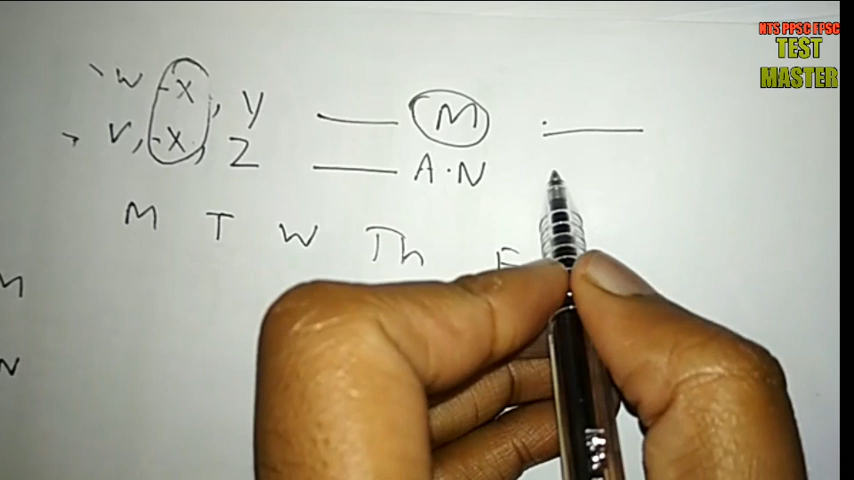 NTS PPSC FPSC
TEST
MASTER
W - X, Y —— M . ——
V, - X, Z —— A.N
M T W Th F
M
N